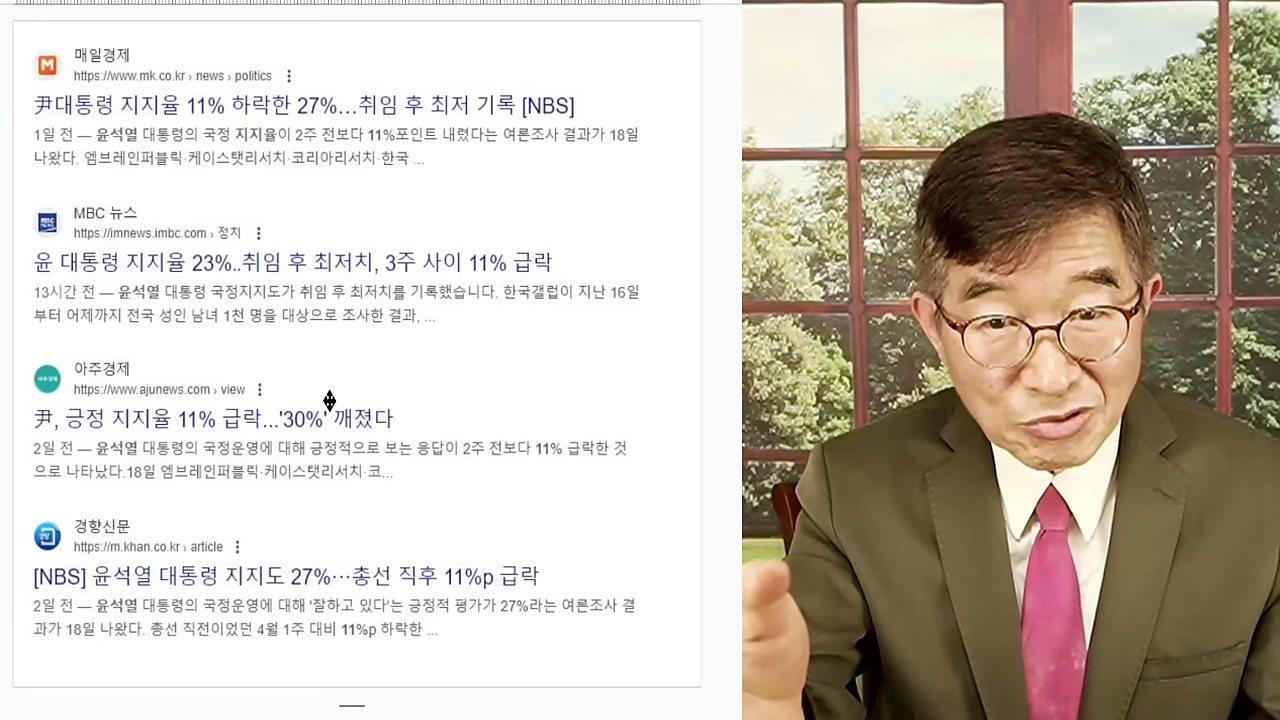 매일경제
https://www.mk.co.kr › news › politics
尹대통령 지지율 11% 하락한 27%…취임 후 최저 기록 [NBS]
1일 전 — 윤석열 대통령의 국정 지지율이 2주 전보다 11%포인트 내렸다는 여론조사 결과가 18일
나왔다. 엠브레인퍼블릭·케이스탯리서치·코리아리서치·한국 ...
MBC 뉴스
https://imnews.imbc.com › 정치
윤 대통령 지지율 23%..취임 후 최저치, 3주 사이 11% 급락
13시간 전 — 윤석열 대통령 국정지지도가 취임 후 최저치를 기록했습니다. 한국갤럽이 지난 16일
부터 어제까지 전국 성인 남녀 1천 명을 대상으로 조사한 결과, ...
아주경제
https://www.ajunews.com › view
尹, 긍정 지지율 11% 급락...'30%' 깨졌다
2일 전 — 윤석열 대통령의 국정운영에 대해 긍정적으로 보는 응답이 2주 전보다 11% 급락한 것
으로 나타났다.18일 엠브레인퍼블릭·케이스탯리서치·코...
경향신문
https://m.khan.co.kr › article
[NBS] 윤석열 대통령 지지도 27%···총선 직후 11%p 급락
2일 전 — 윤석열 대통령의 국정운영에 대해 '잘하고 있다'는 긍정적 평가가 27%라는 여론조사 결
과가 18일 나왔다. 총선 직전이었던 4월 1주 대비 11%p 하락한 ...